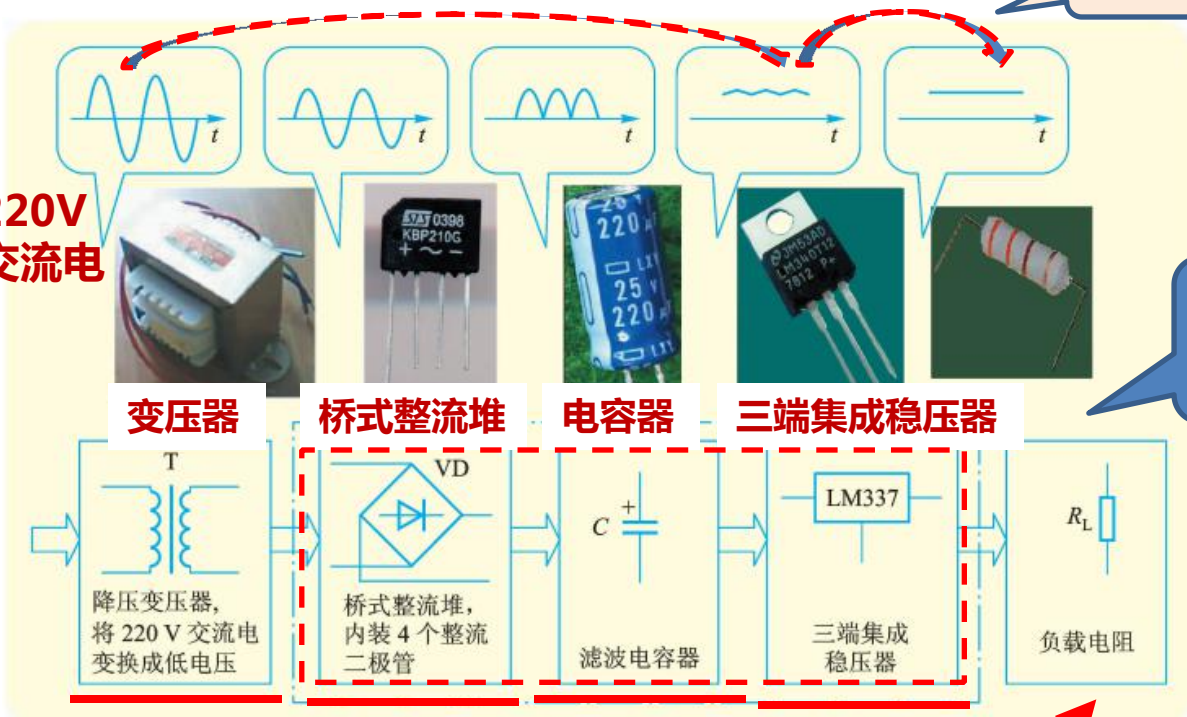 t
t
t
t
t
220V
交流电
0398
KBP210G
+ ~ −
220
LXV
25 V
220
LXV
JM53AD
LM340T12
7812 P+
变压器
桥式整流堆
电容器
三端集成稳压器
T
VD
C
+
LM337
R_L
降压变压器，
将 220 V 交流电
变换成低电压
桥式整流堆，
内装 4 个整流
二极管
滤波电容器
三端集成
稳压器
负载电阻